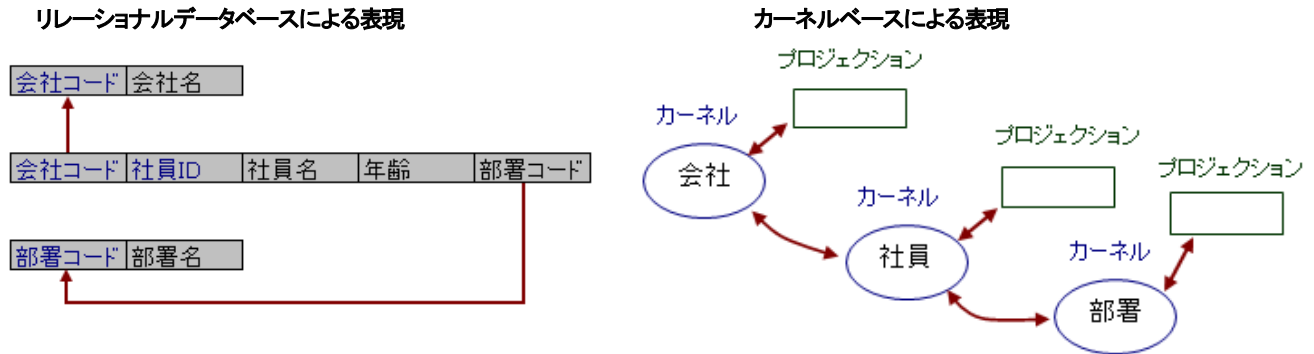 リレーショナルデータベースによる表現
会社コード 会社名
会社コード 社員ID 社員名 年齢 部署コード
部署コード 部署名
カーネルベースによる表現
プロジェクション
カーネル
会社
プロジェクション
カーネル
社員
プロジェクション
カーネル
部署